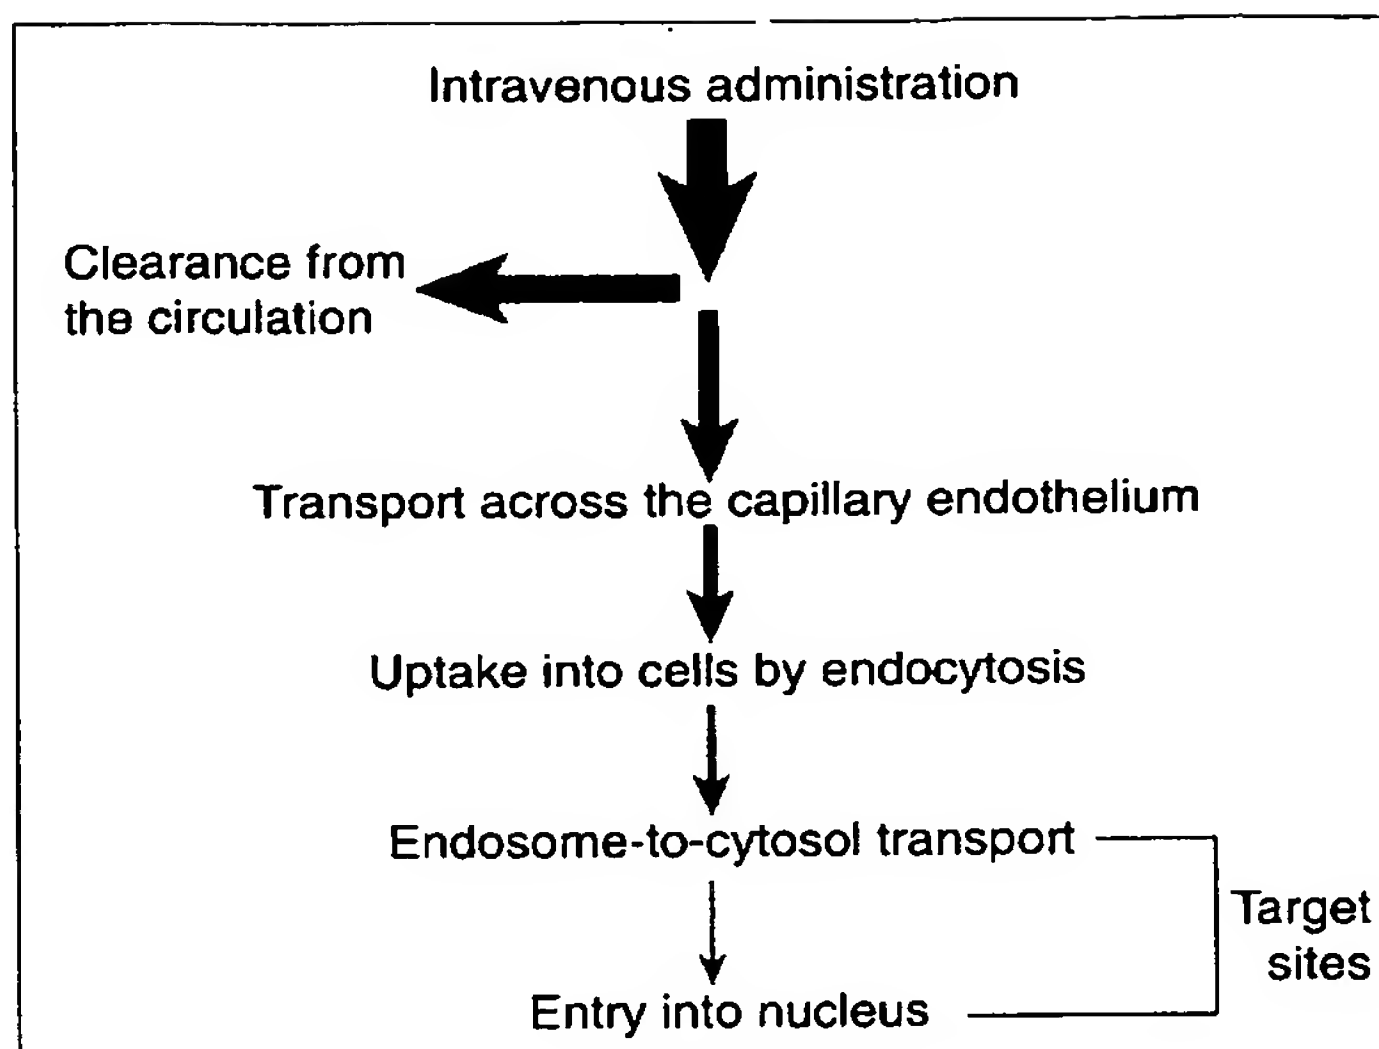 Intravenous administration
Clearance from
the circulation
Transport across the capillary endothelium
Uptake into cells by endocytosis
Endosome-to-cytosol transport
Target
sites
Entry into nucleus